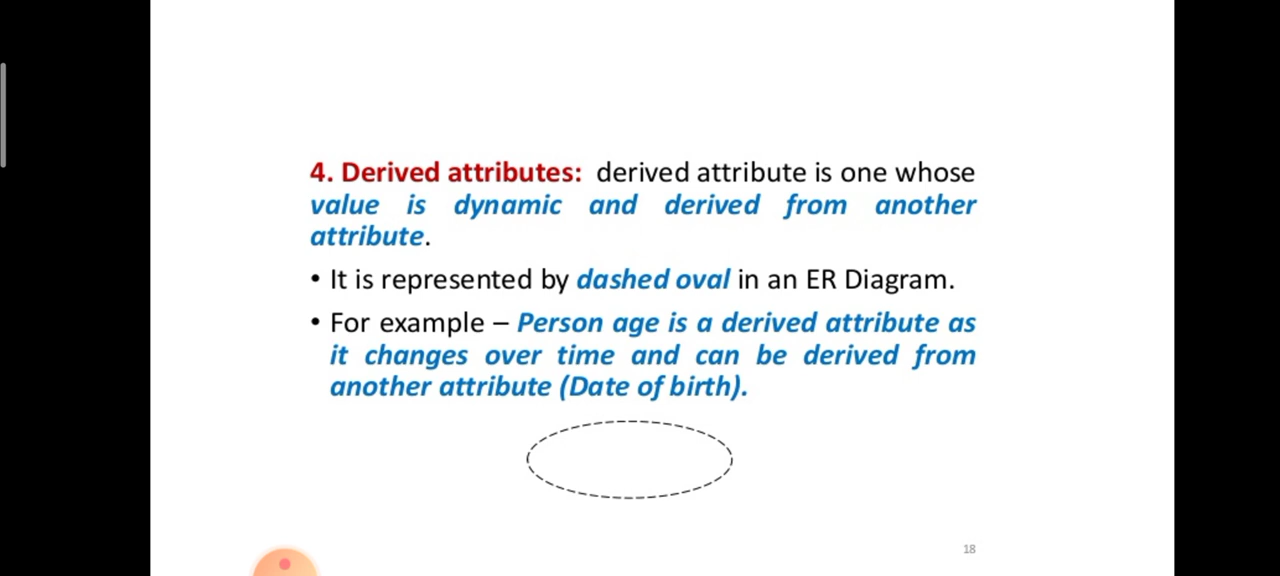 4. Derived attributes: derived attribute is one whose
value is dynamic and derived from another
attribute.
• It is represented by dashed oval in an ER Diagram.
• For example – Person age is a derived attribute as
it changes over time and can be derived from
another attribute (Date of birth).
18